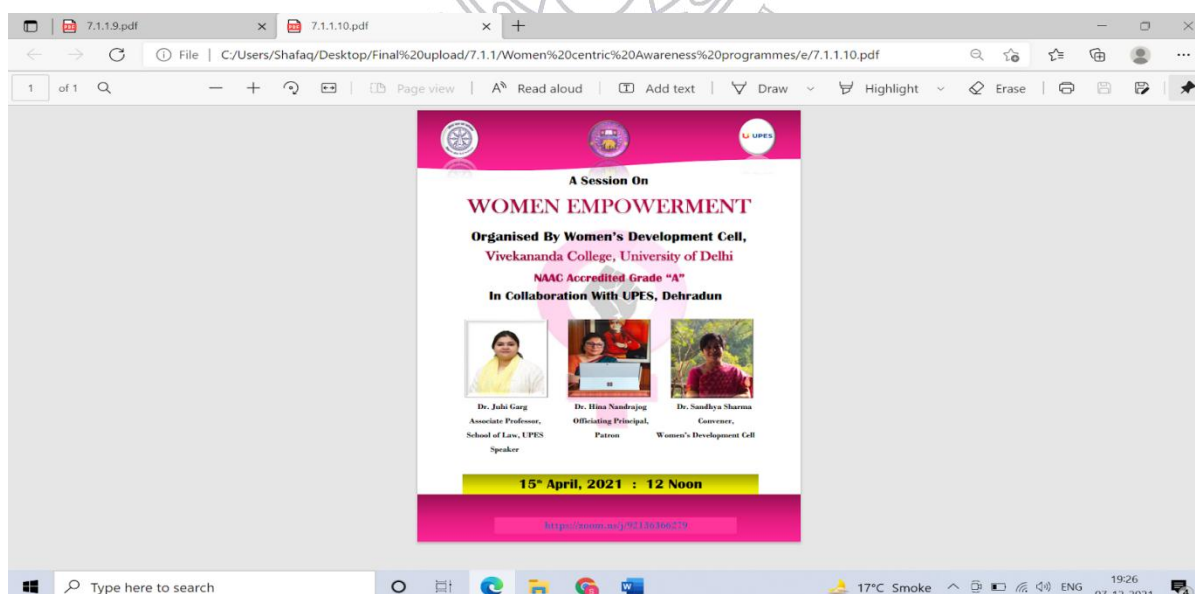 7.1.1.9.pdf
7.1.1.10.pdf
File | C:/Users/Shafaq/Desktop/Final%20upload/7.1.1/Women%20centric%20Awareness%20programmes/e/7.1.1.10.pdf
1 of 1 Page view Read aloud Add text Draw Highlight Erase
UPES
A Session On
WOMEN EMPOWERMENT
Organised By Women's Development Cell,
Vivekananda College, University of Delhi
NAAC Accredited Grade "A"
In Collaboration With UPES, Dehradun
Dr. Juhi Garg
Associate Professor,
School of Law, UPES
Speaker
Dr. Hina Nandrajog
Officiating Principal,
Patron
Dr. Sandhya Sharma
Convener,
Women's Development Cell
15th April, 2021 : 12 Noon
https://zoom.us/j/92136366279
Type here to search
17°C Smoke
ENG
19:26